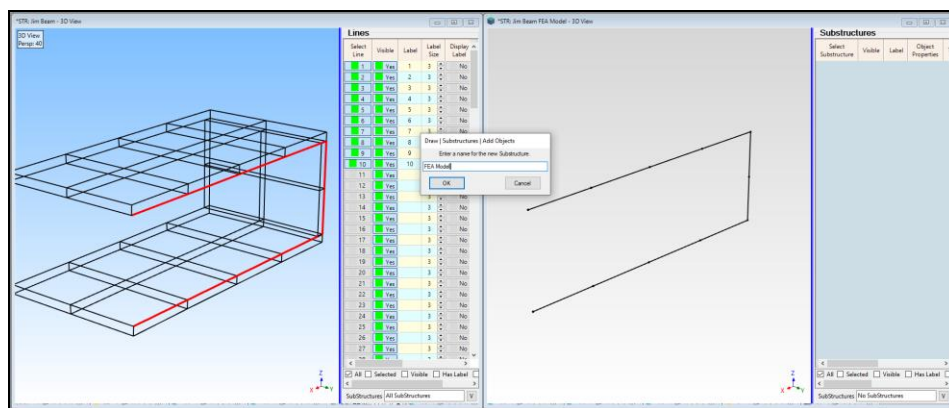 *STR: Jim Beam - 3D View
3D View
Persp: 40
Lines
Select Line Visible Label Label Size Display Label
1 Yes 1 3 No
2 Yes 2 3 No
3 Yes 3 3 No
4 Yes 4 3 No
5 Yes 5 3 No
6 Yes 6 3 No
7 Yes 7 3 No
8 Yes 8
9 Yes 9
10 Yes 10
11 Yes
12 Yes
13 Yes 3 No
14 Yes 3 No
15 Yes 3 No
16 Yes 3 No
17 Yes 3 No
18 Yes 3 No
19 Yes 3 No
20 Yes 3 No
21 Yes 3 No
22 Yes 3 No
23 Yes 3 No
24 Yes 3 No
25 Yes 3 No
26 Yes 3 No
27 Yes 3 No
All Selected Visible Has Label
SubStructures All SubStructures
Z
X Y
Draw | Substructures | Add Objects
Enter a name for the new Substructure.
FEA Model
OK Cancel
*STR: Jim Beam FEA Model - 3D View
Substructures
Select Substructure Visible Label Object Properties
Z
X Y
All Selected Visible Has Label
SubStructures No SubStructures